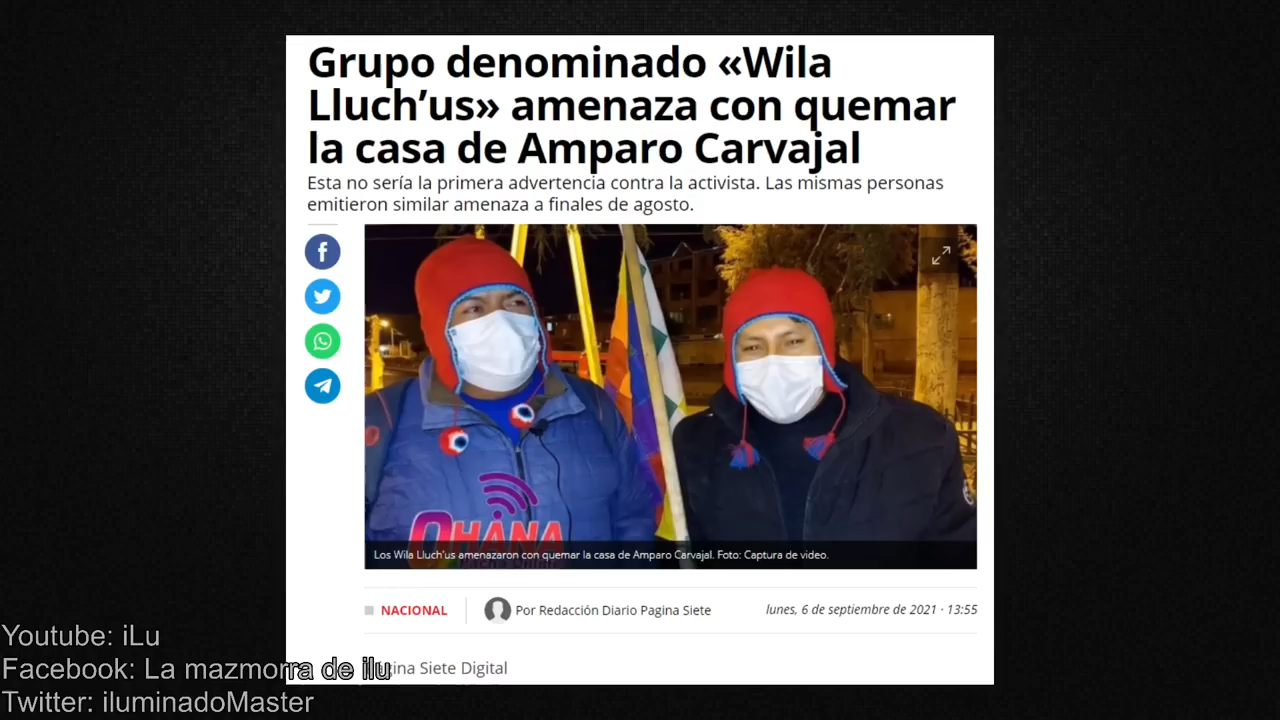 Grupo denominado «Wila
Lluch’us» amenaza con quemar
la casa de Amparo Carvajal
Esta no sería la primera advertencia contra la activista. Las mismas personas
emitieron similar amenaza a finales de agosto.
OHANA
Los Wila Lluch’us amenazaron con quemar la casa de Amparo Carvajal. Foto: Captura de video.
NACIONAL
Por Redacción Diario Pagina Siete
lunes, 6 de septiembre de 2021 · 13:55
Siete Digital
Youtube: iLu
Facebook: La mazmorra de ilu
Twitter: iluminadoMaster